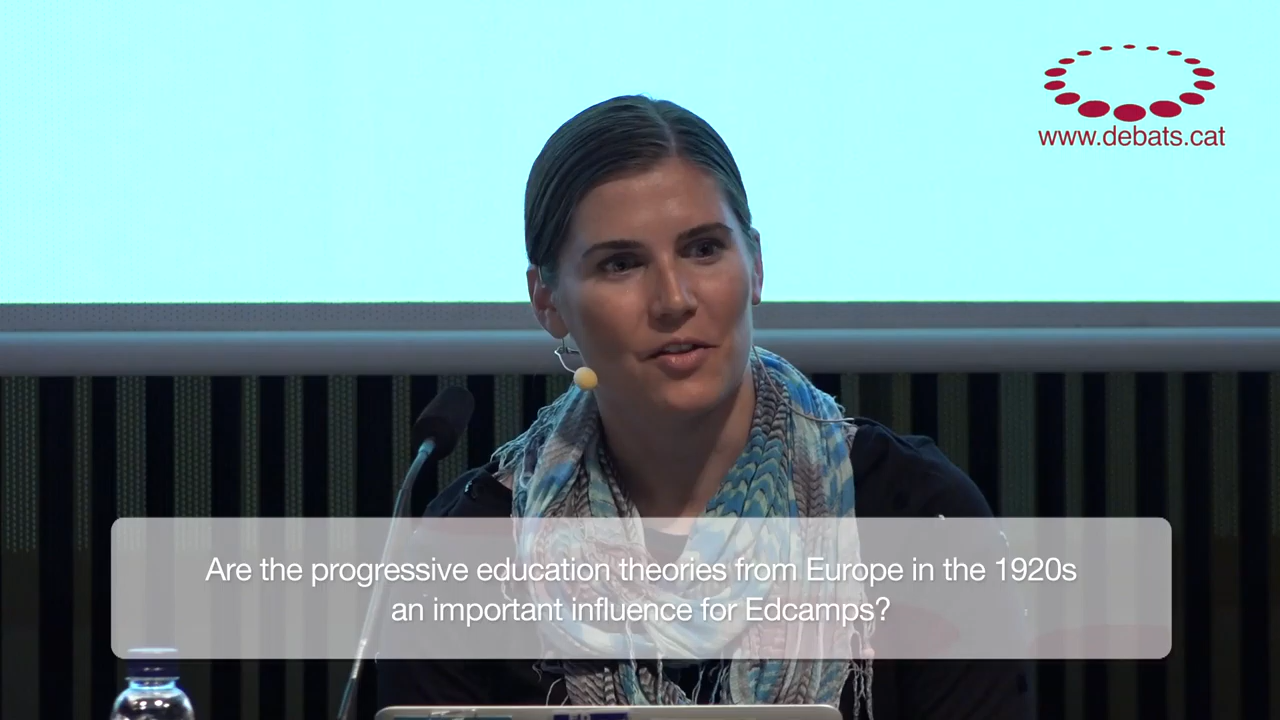 www.debats.cat
Are the progressive education theories from Europe in the 1920s
an important influence for Edcamps?